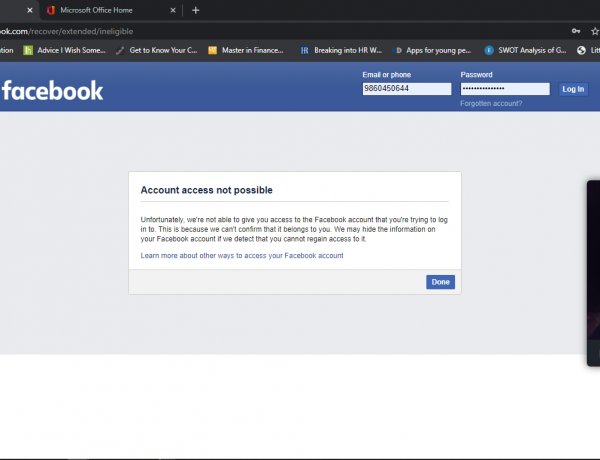 Microsoft Office Home
ook.com/recover/extended/ineligible
ation Advice I Wish Some... Get to Know Your C... Master in Finance... Breaking into HR W... Apps for young pe... SWOT Analysis of G... Littl
Email or phone Password
facebook 9860450644 •••••••••••••• Log In
Forgotten account?
Account access not possible
Unfortunately, we're not able to give you access to the Facebook account that you're trying to log
in to. This is because we can't confirm that it belongs to you. We may hide the information on
your Facebook account if we detect that you cannot regain access to it.
Learn more about other ways to access your Facebook account
Done